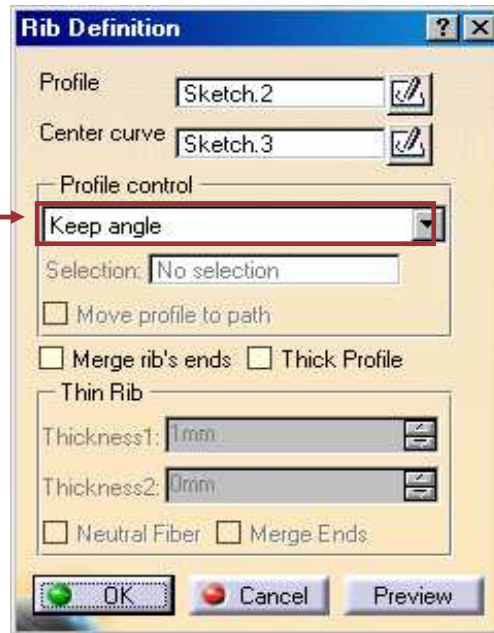 Rib Definition ? X
Profile Sketch.2
Center curve Sketch.3
Profile control
Keep angle
Selection: No selection
Move profile to path
Merge rib's ends Thick Profile
Thin Rib
Thickness1: 1mm
Thickness2: 0mm
Neutral Fiber Merge Ends
OK Cancel Preview